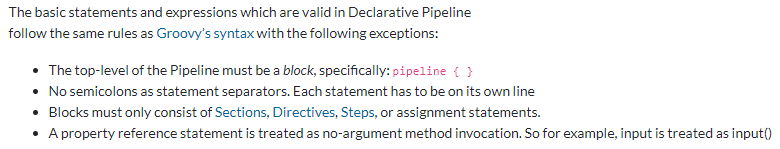 The basic statements and expressions which are valid in Declarative Pipeline
follow the same rules as Groovy's syntax with the following exceptions:
• The top-level of the Pipeline must be a block, specifically: pipeline { }
• No semicolons as statement separators. Each statement has to be on its own line
• Blocks must only consist of Sections, Directives, Steps, or assignment statements.
• A property reference statement is treated as no-argument method invocation. So for example, input is treated as input()